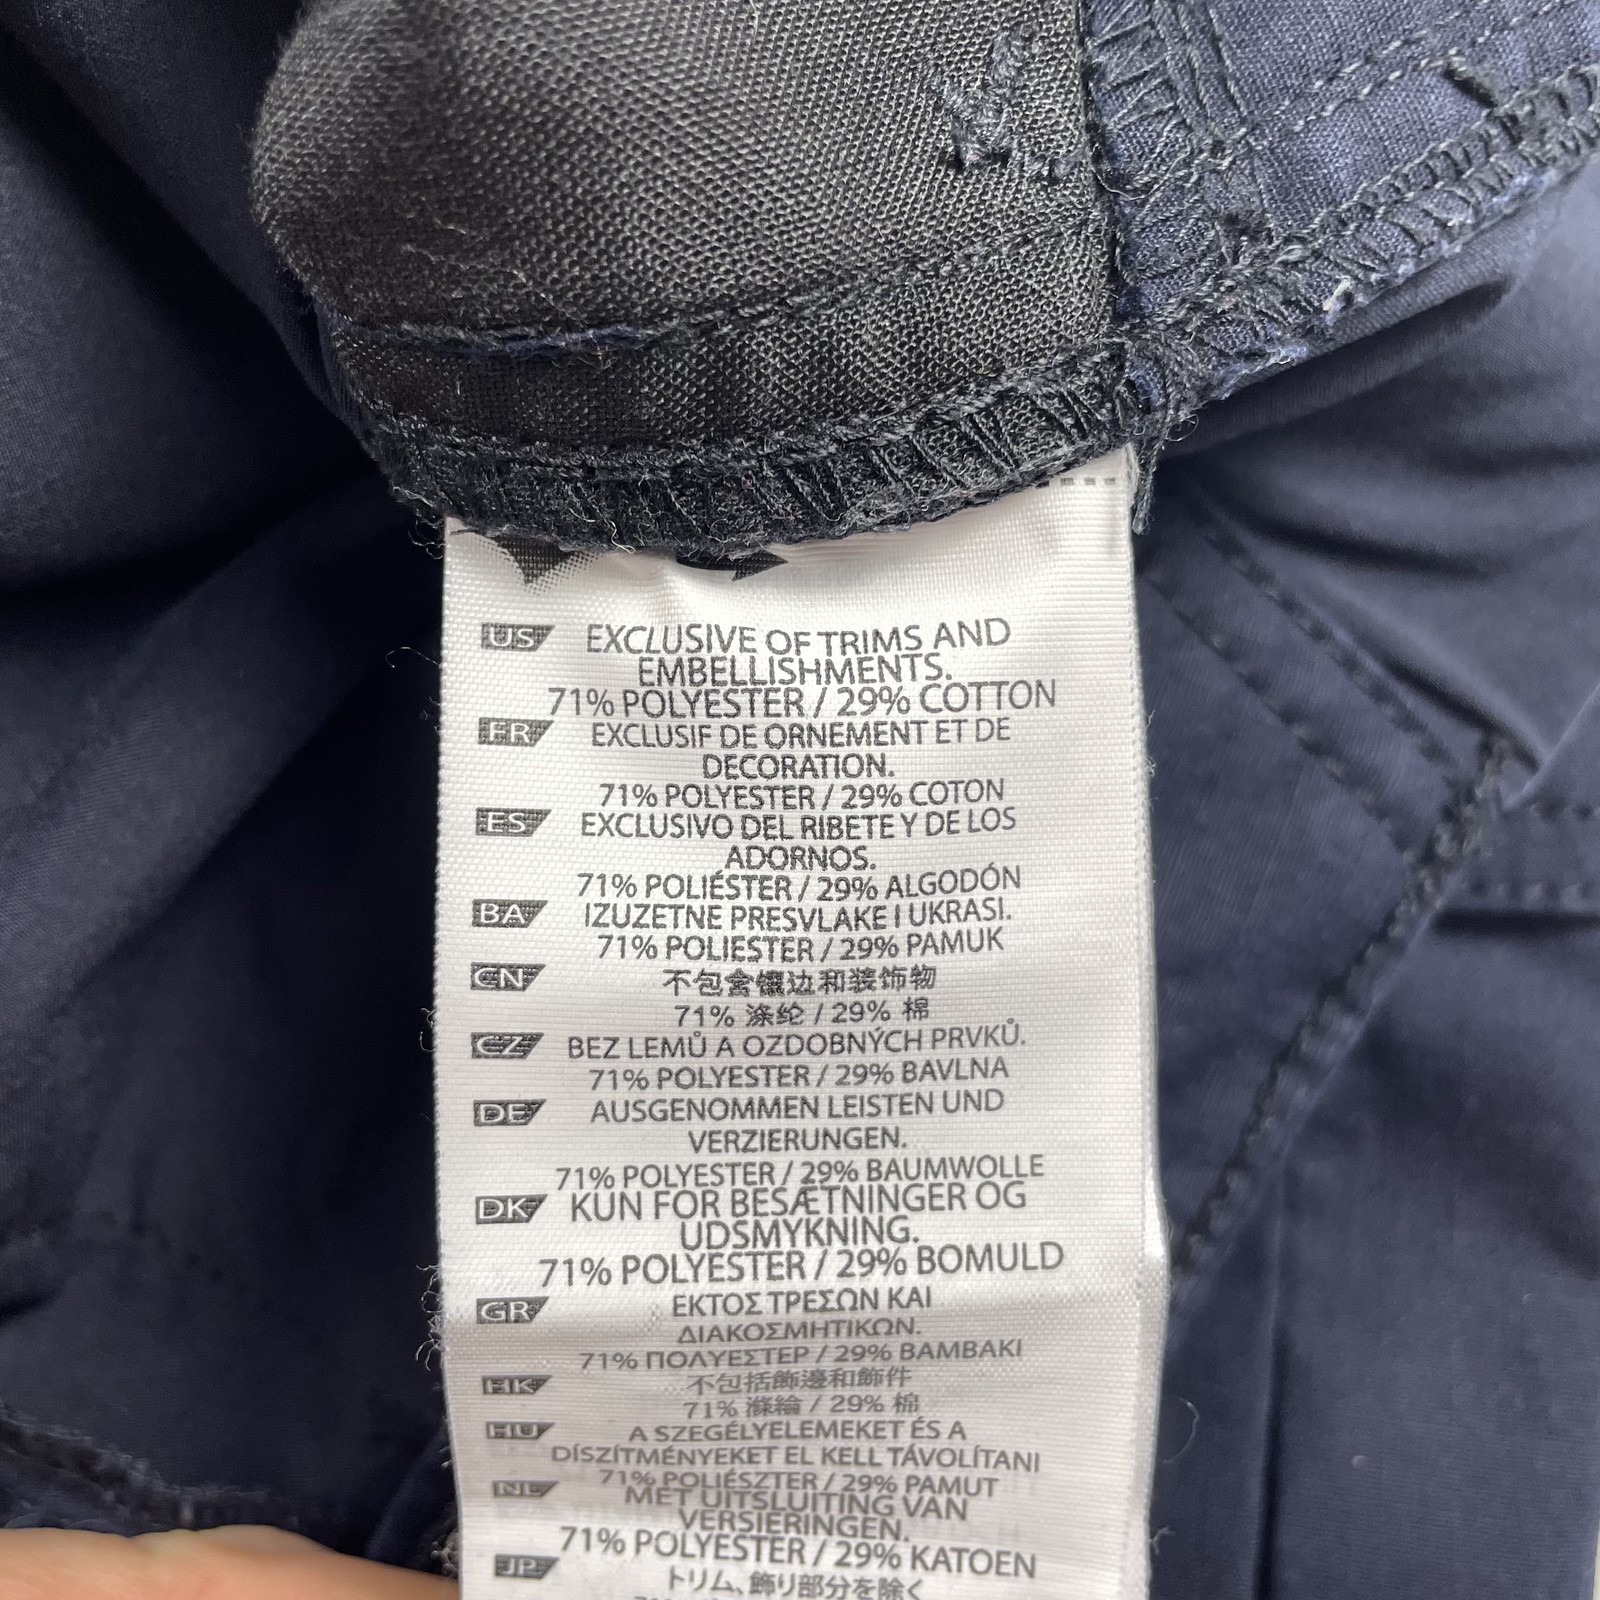 US EXCLUSIVE OF TRIMS AND
EMBELLISHMENTS.
71% POLYESTER / 29% COTTON
FR EXCLUSIF DE ORNEMENT ET DE
DECORATION.
71% POLYESTER / 29% COTON
ES EXCLUSIVO DEL RIBETE Y DE LOS
ADORNOS.
71% POLIÉSTER / 29% ALGODÓN
BA IZUZETNE PRESVLAKE I UKRASI.
71% POLIESTER / 29% PAMUK
CN 不包含镶边和装饰物
71% 涤纶 / 29% 棉
CZ BEZ LEMŮ A OZDOBNÝCH PRVKŮ.
71% POLYESTER / 29% BAVLNA
DE AUSGENOMMEN LEISTEN UND
VERZIERUNGEN.
71% POLYESTER / 29% BAUMWOLLE
DK KUN FOR BESÆTNINGER OG
UDSMYKNING.
71% POLYESTER / 29% BOMULD
GR ΕΚΤΟΣ ΤΡΕΣΩΝ ΚΑΙ
ΔΙΑΚΟΣΜΗΤΙΚΩΝ.
71% ΠΟΛΥΕΣΤΕΡ / 29% ΒΑΜΒΑΚΙ
HK 不包括飾邊和飾件
71% 滌綸 / 29% 棉
HU A SZEGÉLYELEMEKET ÉS A
DÍSZÍTMÉNYEKET EL KELL TÁVOLÍTANI
71% POLIÉSZTER / 29% PAMUT
NL MET UITSLUITING VAN
VERSIERINGEN.
71% POLYESTER / 29% KATOEN
JP トリム、飾り部分を除く